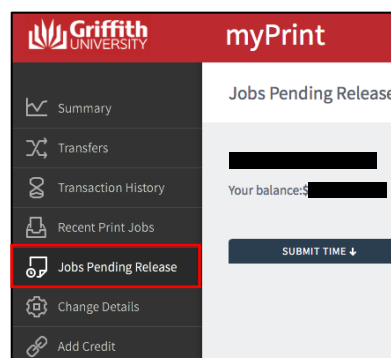 Griffith
UNIVERSITY
myPrint
Summary
Transfers
Transaction History
Recent Print Jobs
Jobs Pending Release
Change Details
Add Credit
Jobs Pending Release
Your balance:$
SUBMIT TIME